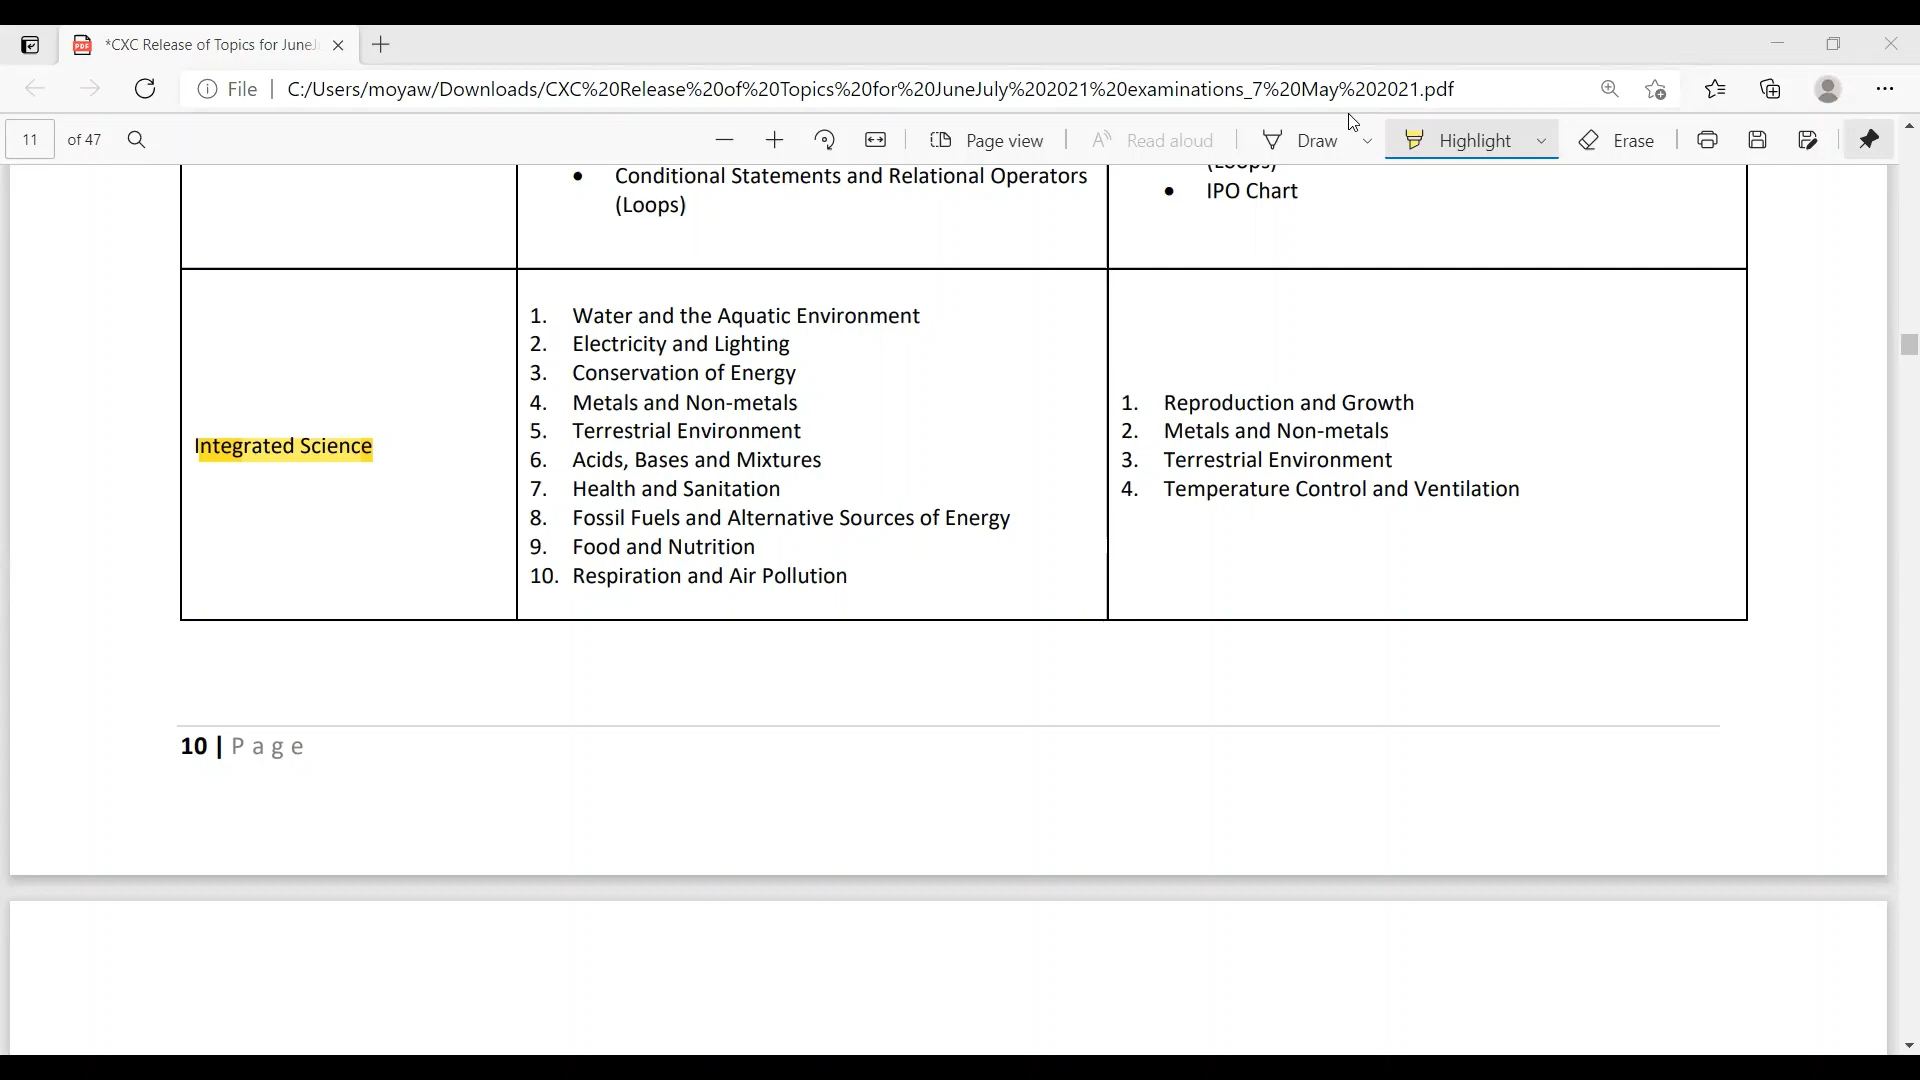 *CXC Release of Topics for JuneJ
File
C:/Users/moyaw/Downloads/CXC%20Release%20of%20Topics%20for%20JuneJuly%202021%20examinations_7%20May%202021.pdf
11 of 47
Page view
Read aloud
Draw
Highlight
Erase
• Conditional Statements and Relational Operators
(Loops)
(Loops)
• IPO Chart
Integrated Science
1. Water and the Aquatic Environment
2. Electricity and Lighting
3. Conservation of Energy
4. Metals and Non-metals
5. Terrestrial Environment
6. Acids, Bases and Mixtures
7. Health and Sanitation
8. Fossil Fuels and Alternative Sources of Energy
9. Food and Nutrition
10. Respiration and Air Pollution
1. Reproduction and Growth
2. Metals and Non-metals
3. Terrestrial Environment
4. Temperature Control and Ventilation
10 | Page